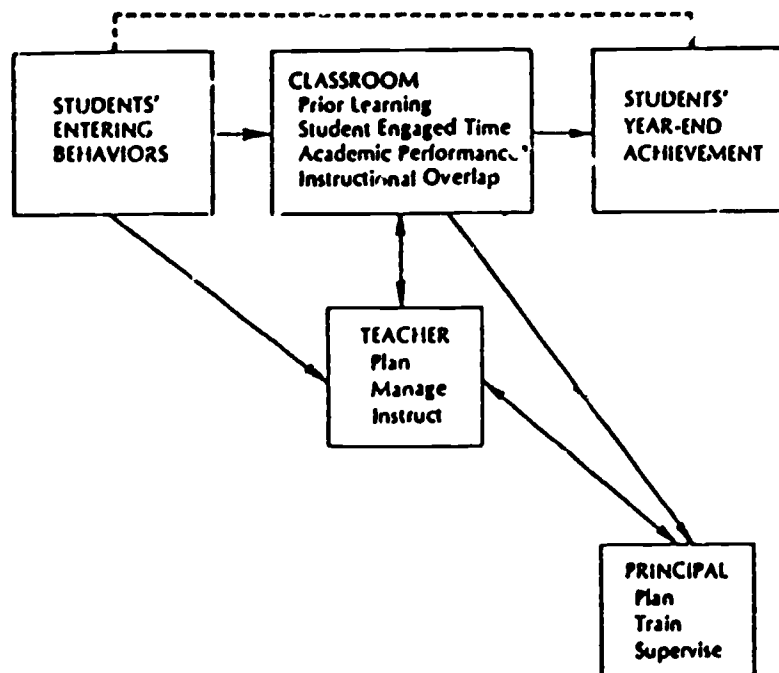 STUDENTS'
ENTERING
BEHAVIORS
CLASSROOM
Prior Learning
Student Engaged Time
Academic Performance
Instructional Overlap
STUDENTS'
YEAR-END
ACHIEVEMENT
TEACHER
Plan
Manage
Instruct
PRINCIPAL
Plan
Train
Supervise